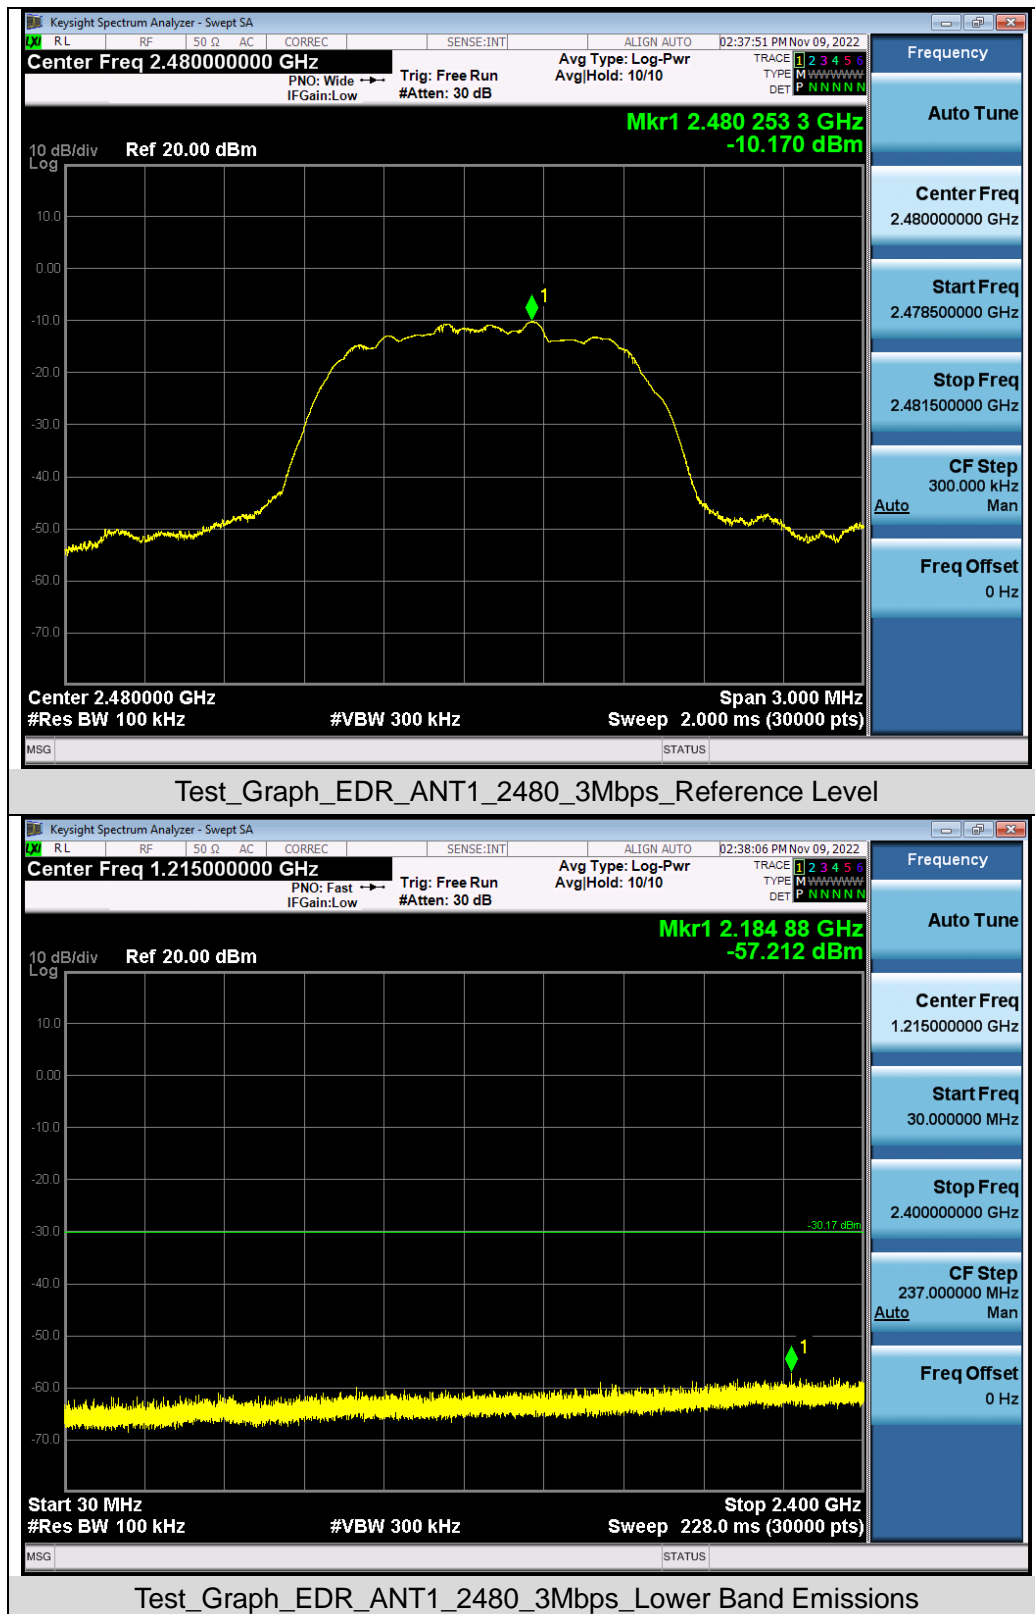 Keysight Spectrum Analyzer - Swept SA
LXI RL RF 50 Ω AC CORREC SENSE:INT ALIGN AUTO 02:37:51 PM Nov 09, 2022
Center Freq 2.480000000 GHz
PNO: Wide
IFGain:Low
Trig: Free Run
#Atten: 30 dB
Avg Type: Log-Pwr
Avg|Hold: 10/10
TRACE 1 2 3 4 5 6
TYPE M W W W W W
DET P N N N N N
Mkr1 2.480 253 3 GHz
-10.170 dBm
10 dB/div Ref 20.00 dBm
Log
10.0
0.00
-10.0
-20.0
-30.0
-40.0
-50.0
-60.0
-70.0
1
Center 2.480000 GHz Span 3.000 MHz
#Res BW 100 kHz #VBW 300 kHz Sweep 2.000 ms (30000 pts)
MSG STATUS
Frequency
Auto Tune
Center Freq
2.480000000 GHz
Start Freq
2.478500000 GHz
Stop Freq
2.481500000 GHz
CF Step
300.000 kHz
Auto Man
Freq Offset
0 Hz
Test_Graph_EDR_ANT1_2480_3Mbps_Reference Level
Keysight Spectrum Analyzer - Swept SA
LXI RL RF 50 Ω AC CORREC SENSE:INT ALIGN AUTO 02:38:06 PM Nov 09, 2022
Center Freq 1.215000000 GHz
PNO: Fast
IFGain:Low
Trig: Free Run
#Atten: 30 dB
Avg Type: Log-Pwr
Avg|Hold: 10/10
TRACE 1 2 3 4 5 6
TYPE M W W W W W
DET P N N N N N
Mkr1 2.184 88 GHz
-57.212 dBm
10 dB/div Ref 20.00 dBm
Log
10.0
0.00
-10.0
-20.0
-30.0
-40.0
-50.0
-60.0
-70.0
-30.17 dBm
1
Start 30 MHz Stop 2.400 GHz
#Res BW 100 kHz #VBW 300 kHz Sweep 228.0 ms (30000 pts)
MSG STATUS
Frequency
Auto Tune
Center Freq
1.215000000 GHz
Start Freq
30.000000 MHz
Stop Freq
2.400000000 GHz
CF Step
237.000000 MHz
Auto Man
Freq Offset
0 Hz
Test_Graph_EDR_ANT1_2480_3Mbps_Lower Band Emissions